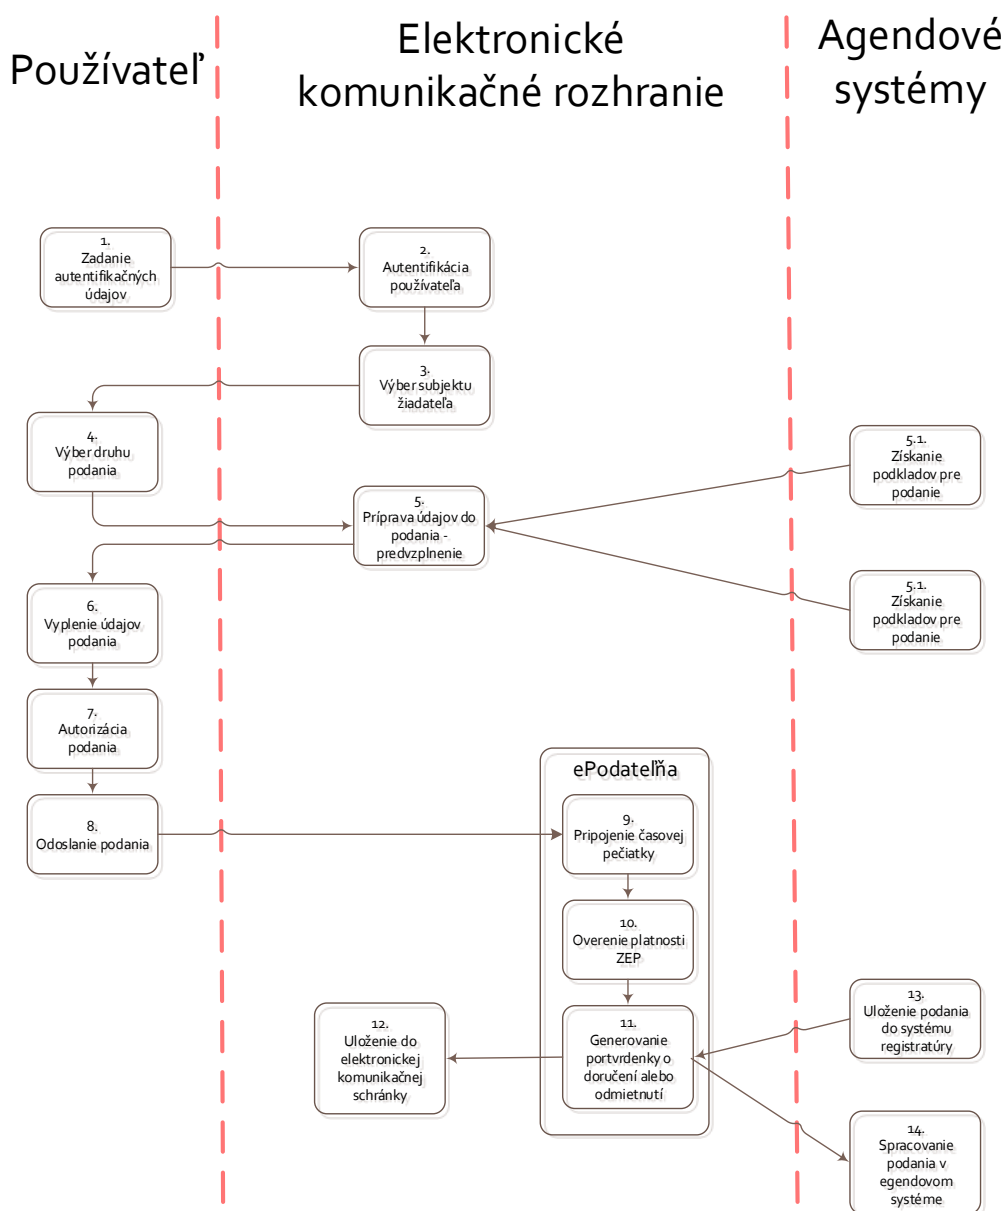 Používateľ
Elektronické
komunikačné rozhranie
Agendové
systémy
1.
Zadanie
autentifikačných
údajov
2.
Autentifikácia
používateľa
3.
Výber subjektu
žiadateľa
4.
Výber druhu
podania
5.1.
Získanie
podkladov pre
podanie
5.
Príprava údajov do
podania -
predvzplnenie
5.1.
Získanie
podkladov pre
podanie
6.
Vyplenie údajov
podania
7.
Autorizácia
podania
8.
Odoslanie podania
ePodateľňa
9.
Pripojenie časovej
pečiatky
10.
Overenie platnosti
ZEP
11.
Generovanie
portvrdenky o
doručení alebo
odmietnutí
12.
Uloženie do
elektronickej
komunikačnej
schránky
13.
Uloženie podania
do systému
registratúry
14.
Spracovanie
podania v
egendovom
systéme